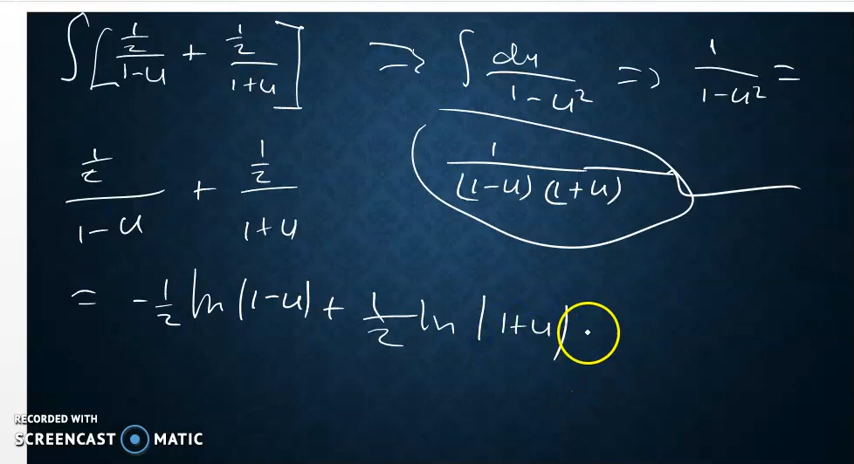 ∫ [ (1/2)/(1-u) + (1/2)/(1+u) ] ⇒ ∫ du/(1-u²) ⇒ 1/(1-u²) =
(1/2)/(1-u) + (1/2)/(1+u) 1/((1-u)(1+u))
= -1/2 ln|1-u| + 1/2 ln|1+u|
RECORDED WITH
SCREENCAST MATIC